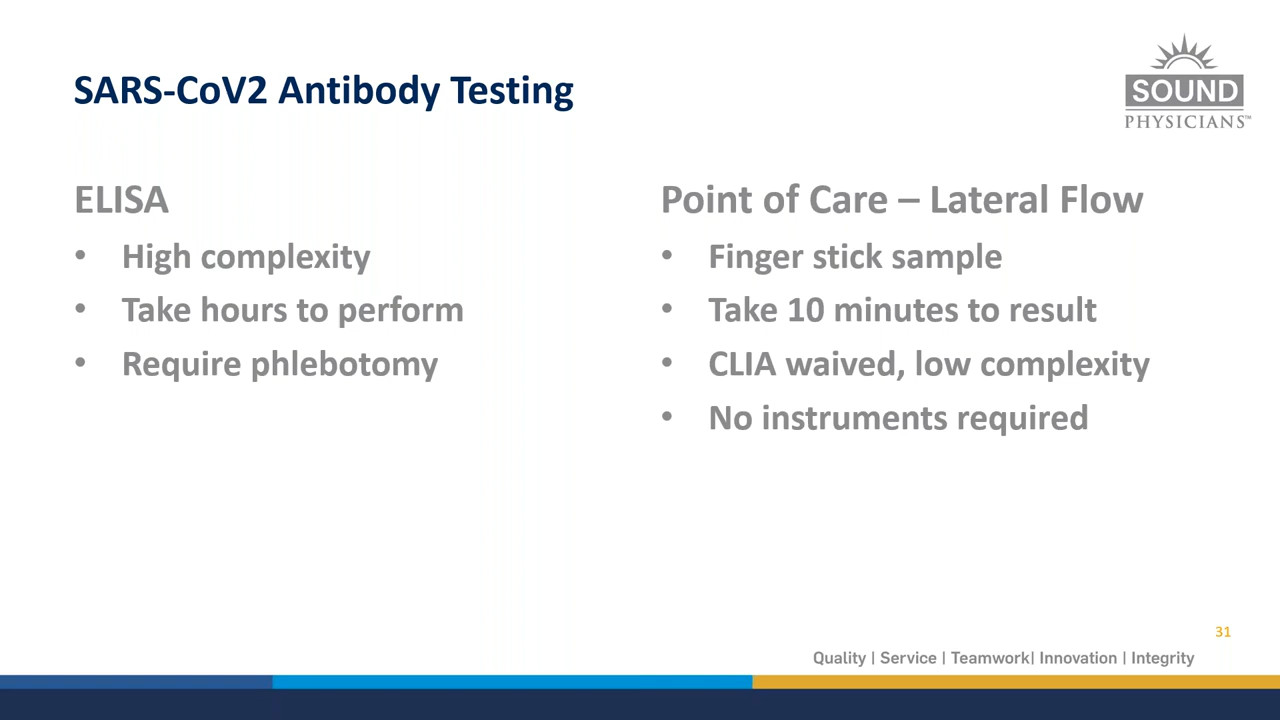 SARS-CoV2 Antibody Testing
SOUND
PHYSICIANS™
ELISA
• High complexity
• Take hours to perform
• Require phlebotomy
Point of Care – Lateral Flow
• Finger stick sample
• Take 10 minutes to result
• CLIA waived, low complexity
• No instruments required
31
Quality | Service | Teamwork| Innovation | Integrity